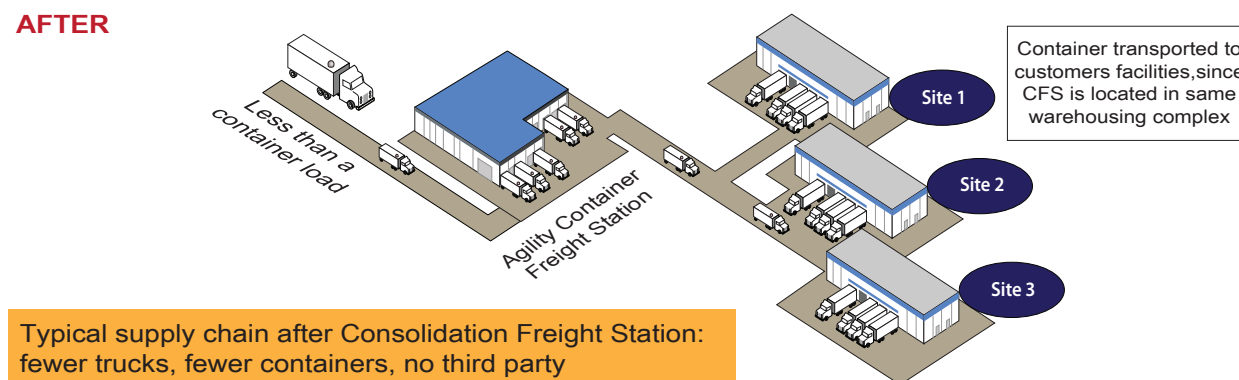 AFTER
Less than a
container load
Agility Container
Freight Station
Site 1
Site 2
Site 3
Container transported to
customers facilities,since
CFS is located in same
warehousing complex
Typical supply chain after Consolidation Freight Station:
fewer trucks, fewer containers, no third party